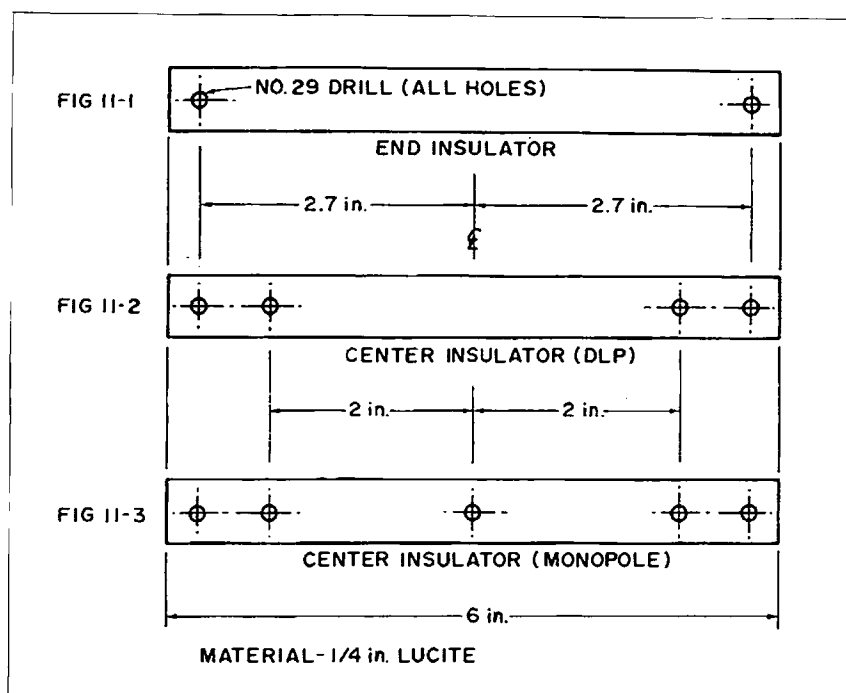 FIG 11-1
NO. 29 DRILL (ALL HOLES)
END INSULATOR
2.7 in.
2.7 in.
℄
FIG 11-2
CENTER INSULATOR (DLP)
2 in.
2 in.
FIG 11-3
CENTER INSULATOR (MONOPOLE)
6 in.
MATERIAL-1/4 in. LUCITE